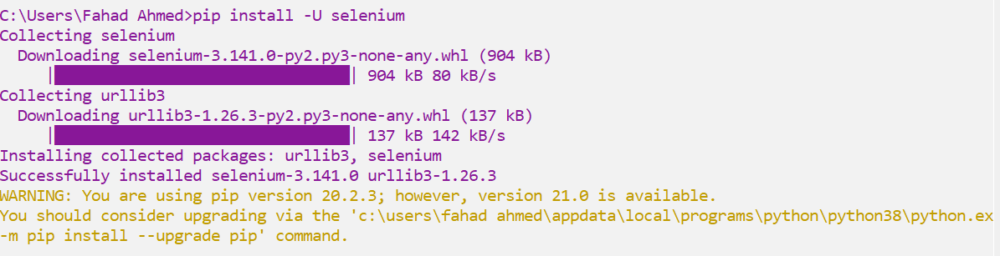 C:\Users\Fahad Ahmed>pip install -U selenium
Collecting selenium
  Downloading selenium-3.141.0-py2.py3-none-any.whl (904 kB)
     |████████████████████████████████| 904 kB 80 kB/s
Collecting urllib3
  Downloading urllib3-1.26.3-py2.py3-none-any.whl (137 kB)
     |████████████████████████████████| 137 kB 142 kB/s
Installing collected packages: urllib3, selenium
Successfully installed selenium-3.141.0 urllib3-1.26.3
WARNING: You are using pip version 20.2.3; however, version 21.0 is available.
You should consider upgrading via the 'c:\users\fahad ahmed\appdata\local\programs\python\python38\python.ex
-m pip install --upgrade pip' command.